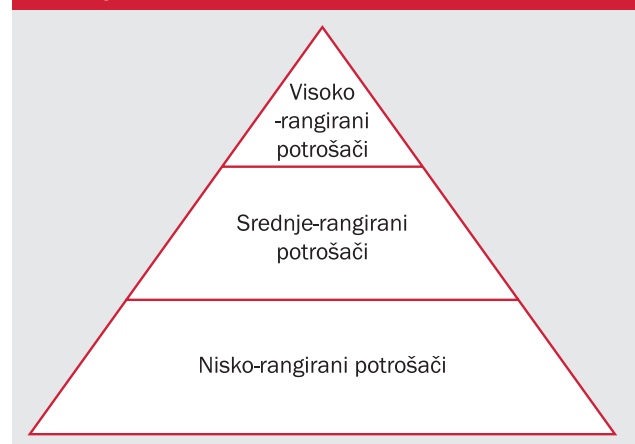 Visoko
-rangirani
potrošači
Srednje-rangirani
potrošači
Nisko-rangirani potrošači